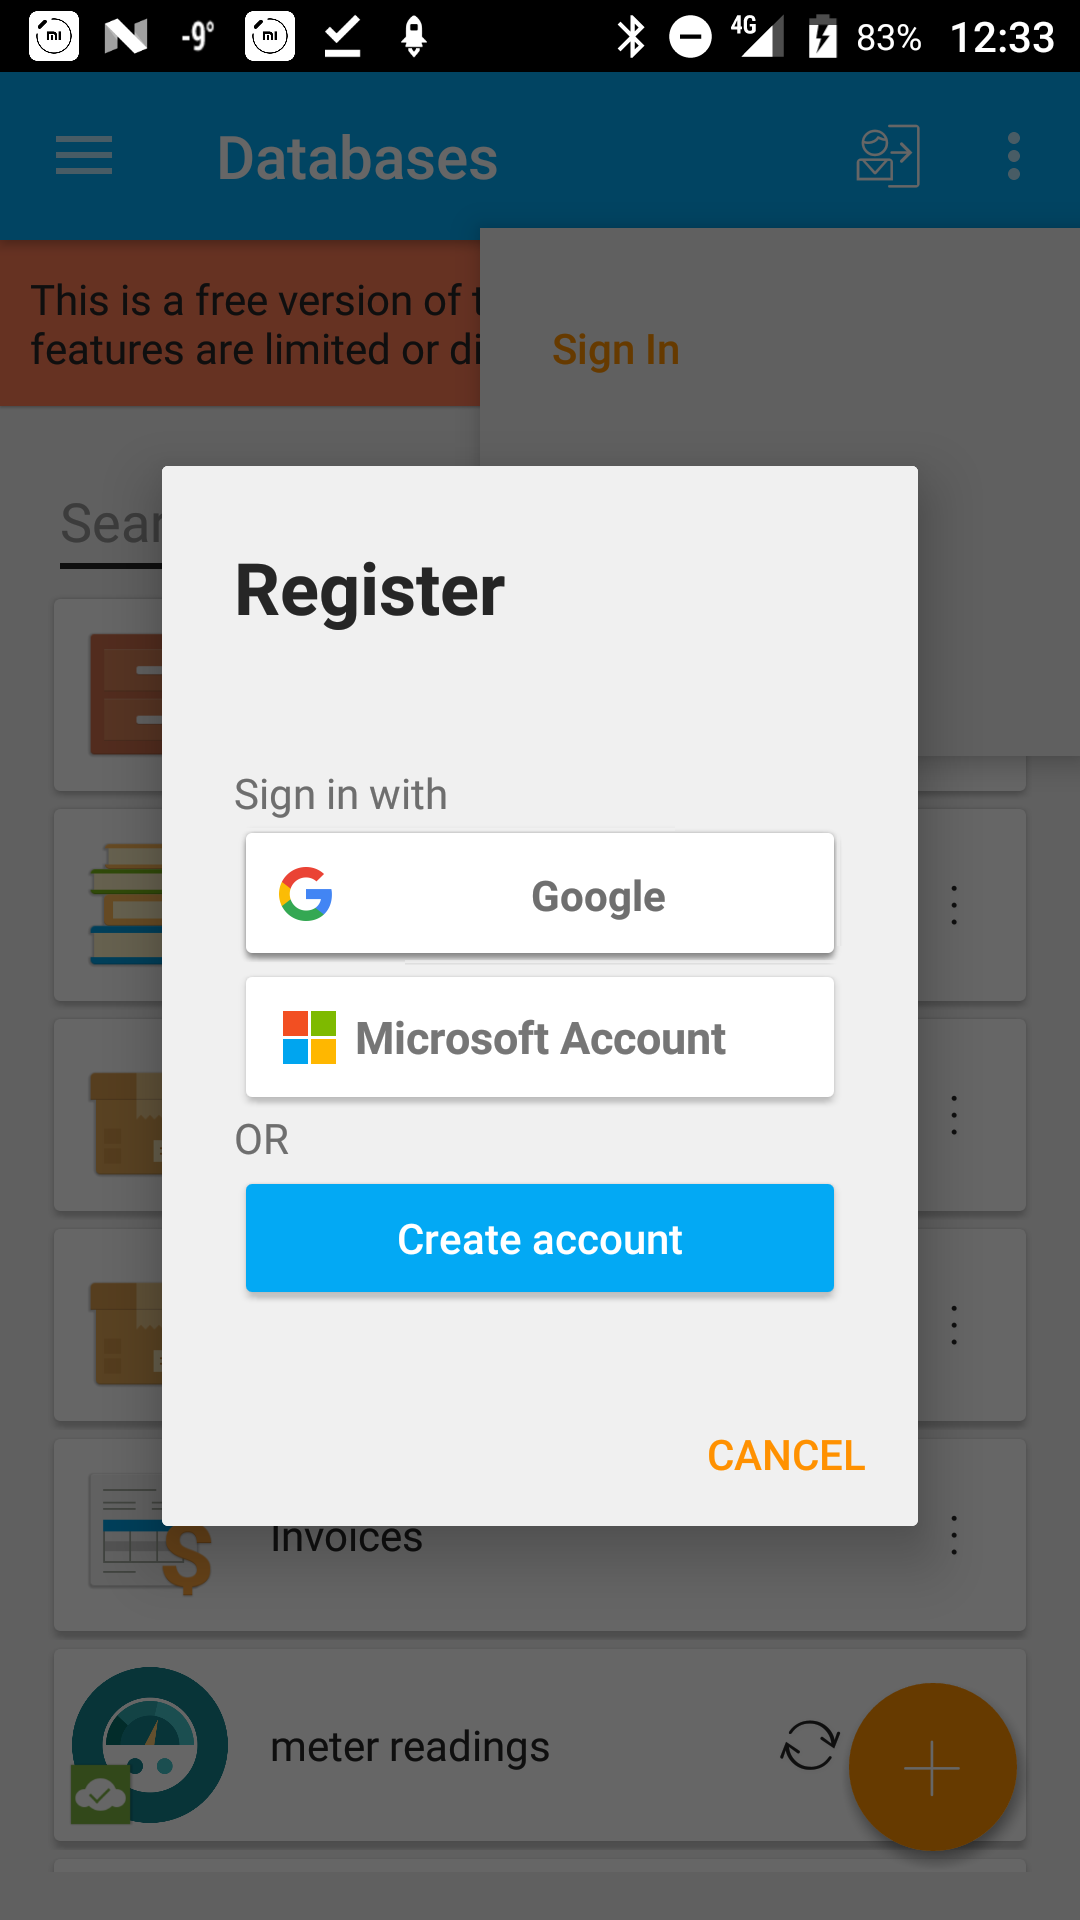 -9° 4G 83% 12:33
Databases
This is a free version of t
features are limited or di
Sign In
Sear
Register
Sign in with
Google
Microsoft Account
OR
Create account
CANCEL
Invoices
meter readings